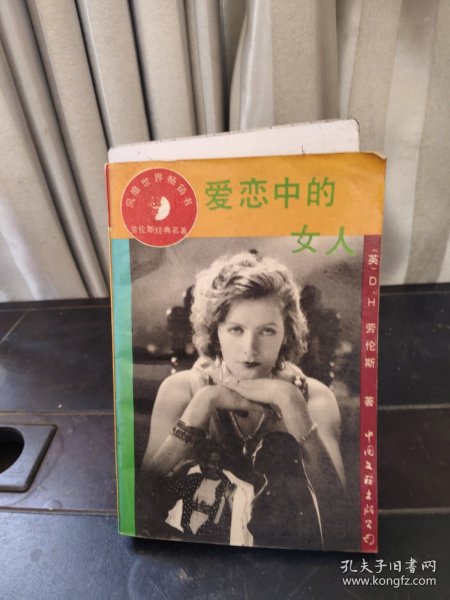 风靡世界畅销书
劳伦斯经典名著
爱恋中的
女人
(英) D·H 劳伦斯 著
中国文联出版公司
孔夫子旧书网
www.kongfz.com